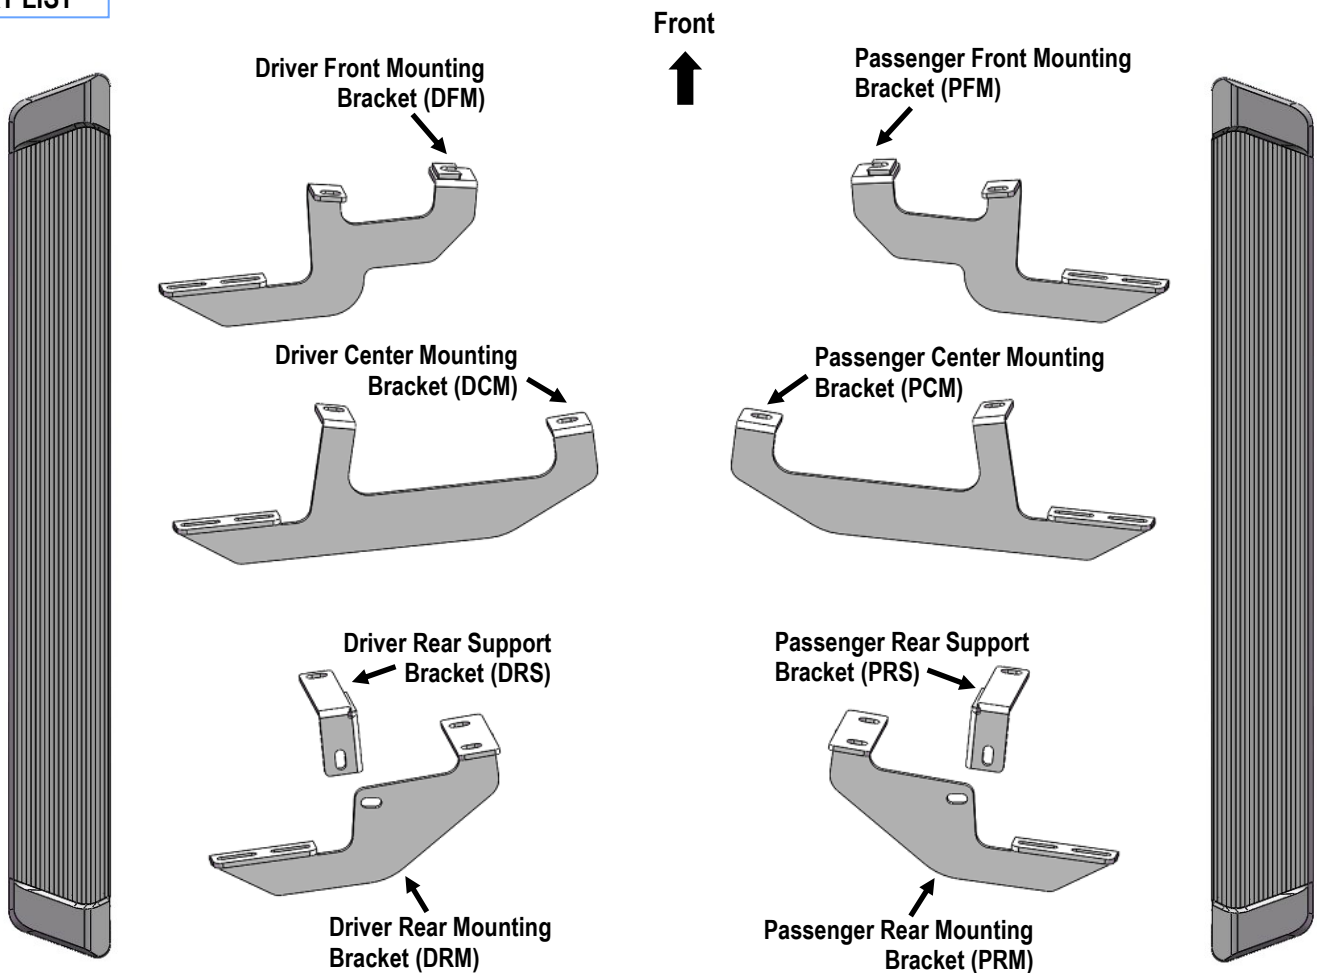 LIST
Front
Driver Front Mounting
Bracket (DFM)
Passenger Front Mounting
Bracket (PFM)
Driver Center Mounting
Bracket (DCM)
Passenger Center Mounting
Bracket (PCM)
Driver Rear Support
Bracket (DRS)
Passenger Rear Support
Bracket (PRS)
Driver Rear Mounting
Bracket (DRM)
Passenger Rear Mounting
Bracket (PRM)